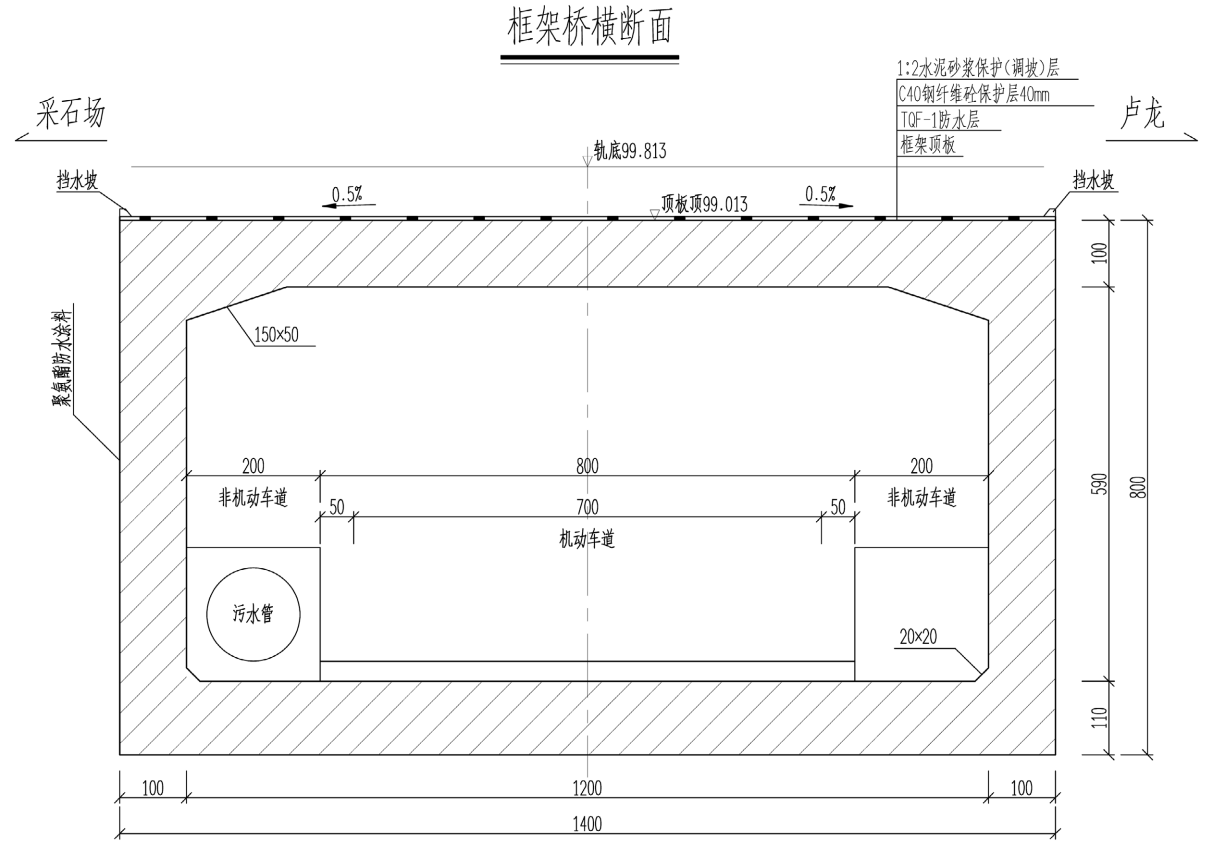 框架桥横断面
1:2水泥砂浆保护(调坡)层
C40钢纤维砼保护层40mm
TQF-1防水层
框架顶板
采石场
卢龙
轨底99.813
挡水坡
0.5%
顶板顶99.013
0.5%
挡水坡
100
150×50
聚氨酯防水涂料
200
800
200
非机动车道
非机动车道
50
700
50
机动车道
590
800
污水管
20×20
110
100
1200
100
1400